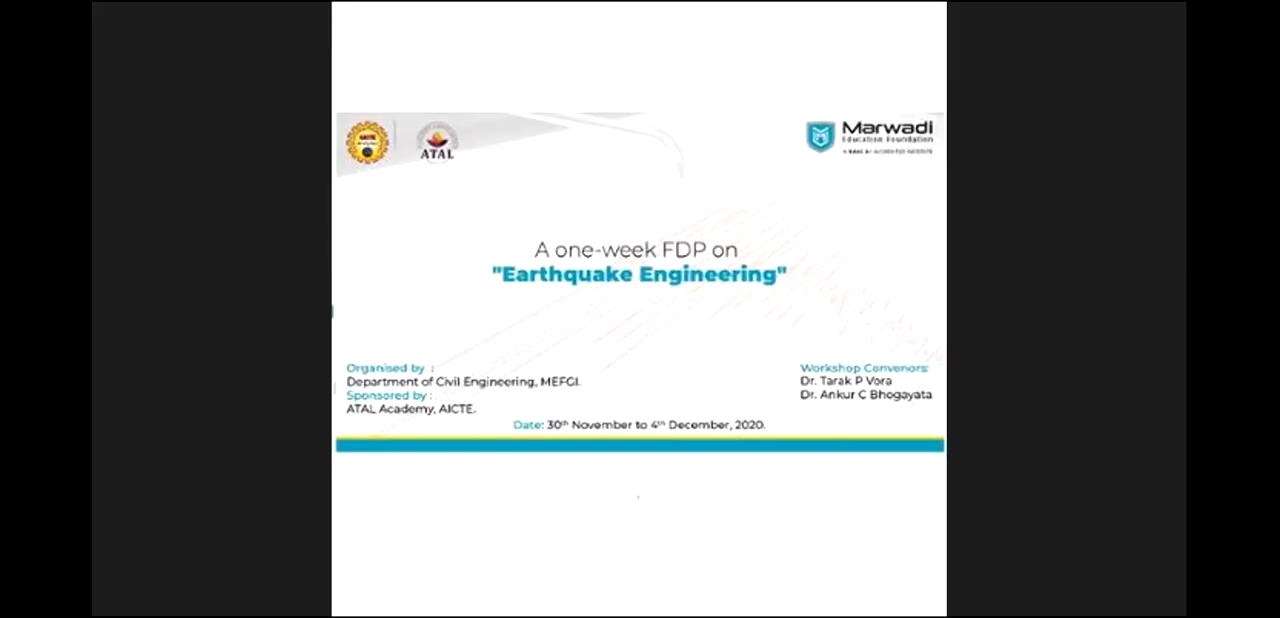 ATAL
Marwadi
Education Foundation
A one-week FDP on
"Earthquake Engineering"
Organised by :
Department of Civil Engineering, MEFGI.
Sponsored by :
ATAL Academy, AICTE.
Workshop Convenors:
Dr. Tarak P Vora
Dr. Ankur C Bhogayata
Date: 30th November to 4th December, 2020.